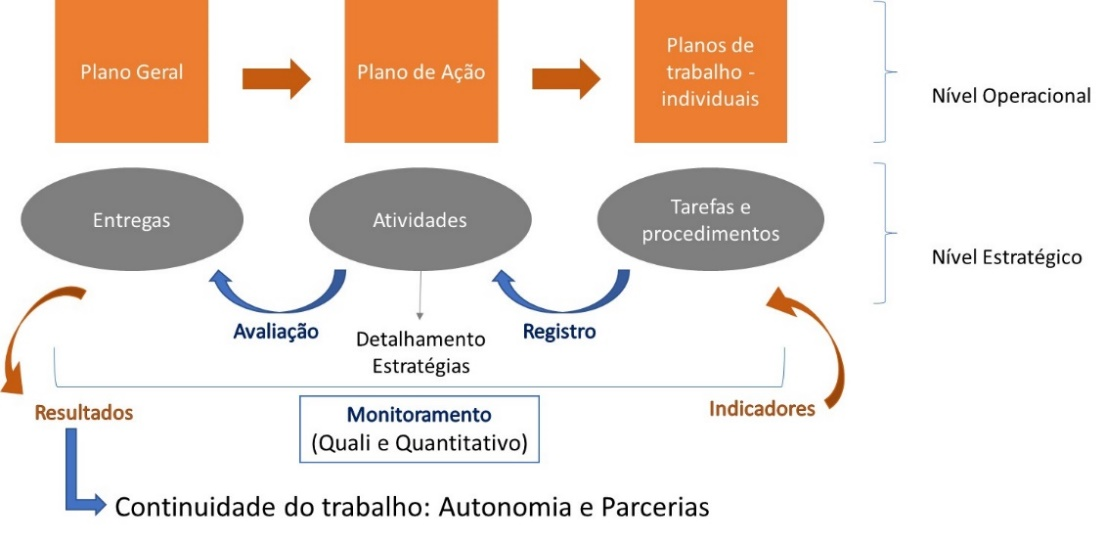 Plano Geral
Plano de Ação
Planos de
trabalho -
individuais
Nível Operacional
Entregas
Atividades
Tarefas e
procedimentos
Nível Estratégico
Avaliação
Detalhamento
Estratégias
Registro
Resultados
Monitoramento
(Quali e Quantitativo)
Indicadores
Continuidade do trabalho: Autonomia e Parcerias